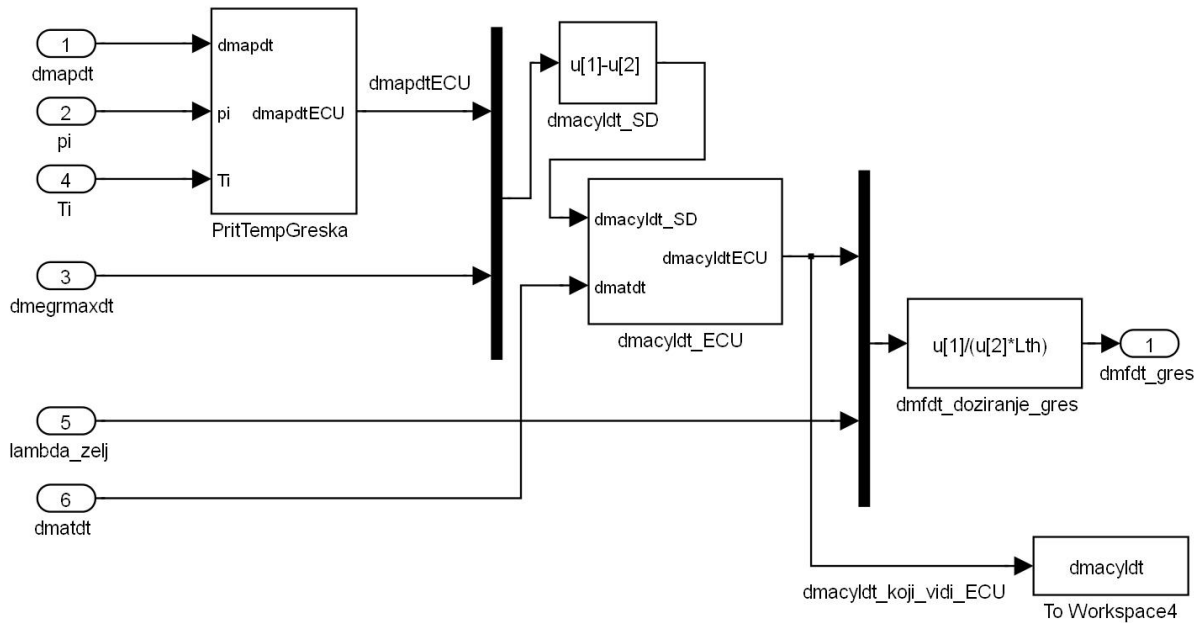 1
dmapdt
2
pi
4
Ti
3
dmegrmaxdt
5
lambda_zelj
6
dmatdt
dmapdt
pi
dmapdtECU
Ti
PritTempGreska
dmapdtECU
u[1]-u[2]
dmacyldt_SD
dmacyldt_SD
dmacyldtECU
dmatdt
dmacyldt_ECU
u[1]/(u[2]*Lth)
dmfdt_doziranje_gres
1
dmfdt_gres
dmacyldt_koji_vidi_ECU
dmacyldt
To Workspace4